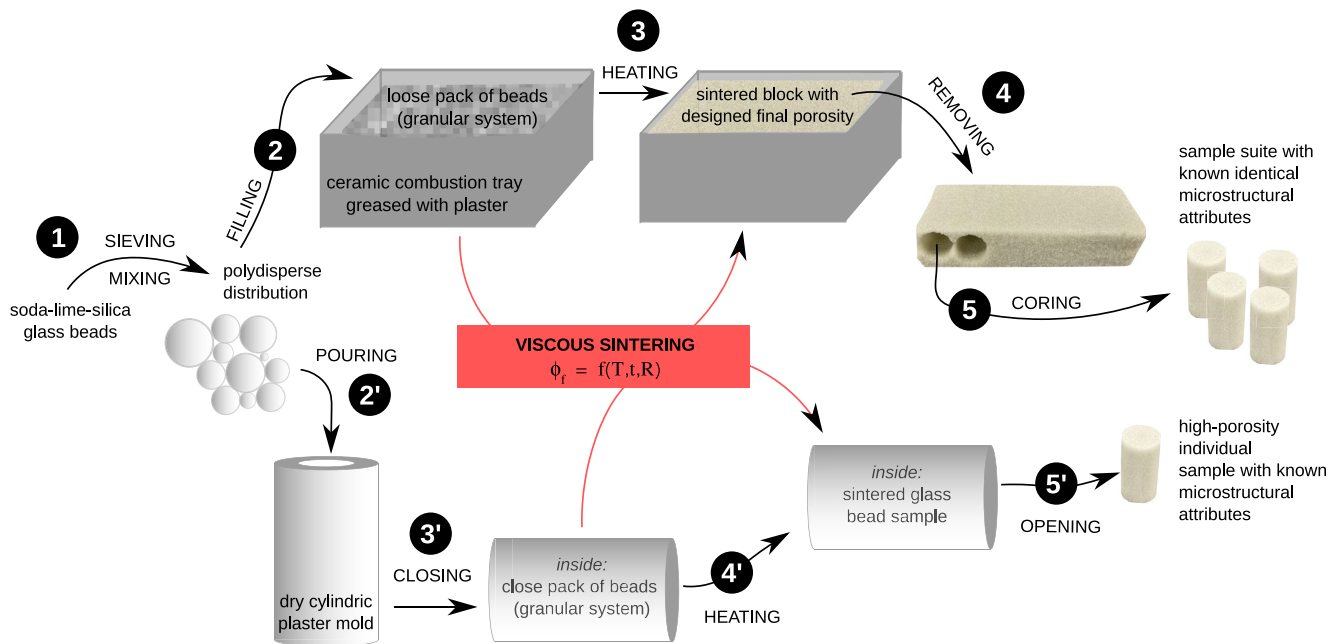 1
SIEVING
MIXING
soda-lime-silica
glass beads
polydisperse
distribution
2
FILLING
loose pack of beads
(granular system)
ceramic combustion tray
greased with plaster
3
HEATING
sintered block with
designed final porosity
4
REMOVING
5
CORING
sample suite with
known identical
microstructural
attributes
VISCOUS SINTERING
ϕ_f = f(T,t,R)
POURING
2'
dry cylindric
plaster mold
3'
CLOSING
inside:
close pack of beads
(granular system)
4'
HEATING
inside:
sintered glass
bead sample
5'
OPENING
high-porosity
individual
sample with known
microstructural
attributes